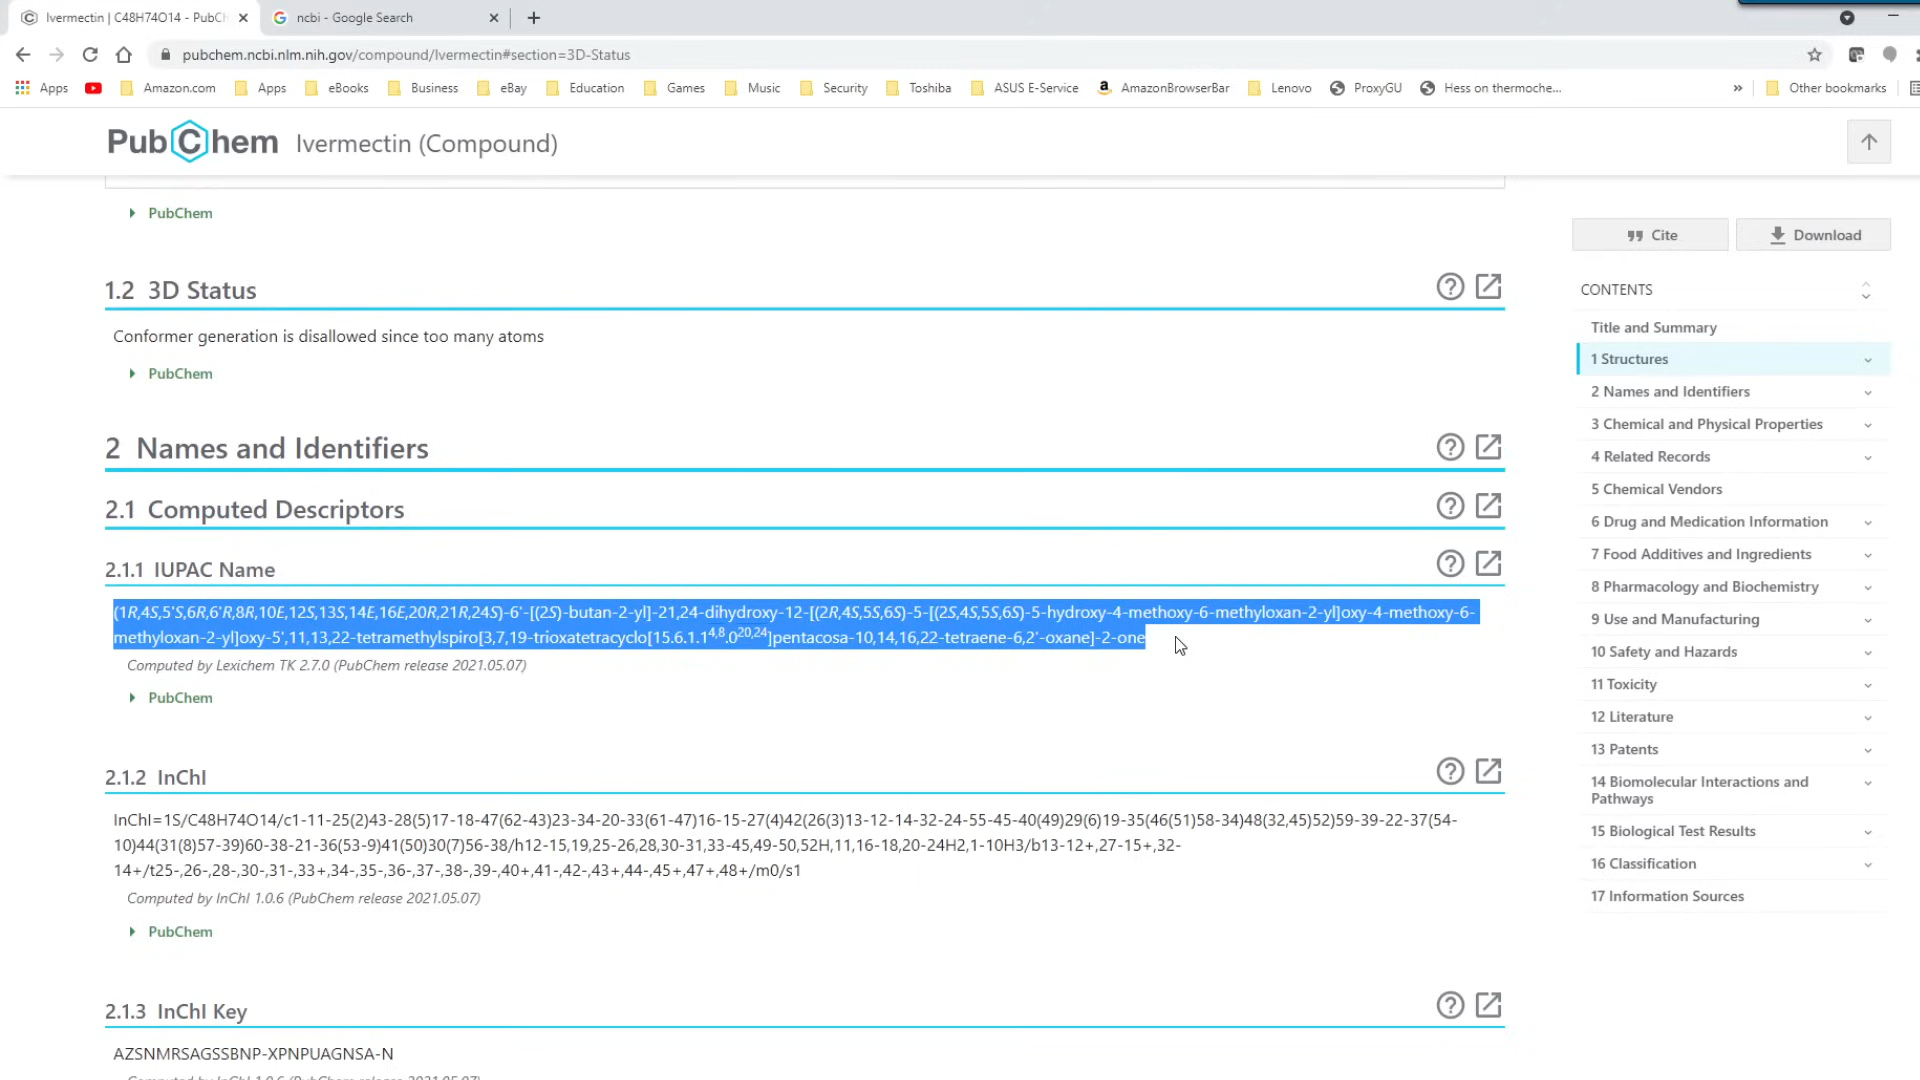 Ivermectin | C48H74O14 - PubCh
ncbi - Google Search
pubchem.ncbi.nlm.nih.gov/compound/Ivermectin#section=3D-Status
Apps Amazon.com Apps eBooks Business eBay Education Games Music Security Toshiba ASUS E-Service AmazonBrowserBar Lenovo ProxyGU Hess on thermoche... » Other bookmarks
PubChem Ivermectin (Compound)
PubChem
1.2 3D Status
Conformer generation is disallowed since too many atoms
PubChem
2 Names and Identifiers
2.1 Computed Descriptors
2.1.1 IUPAC Name
(1R,4S,5'S,6R,6'R,8R,10E,12S,13S,14E,16E,20R,21R,24S)-6'-[(2S)-butan-2-yl]-21,24-dihydroxy-12-[(2R,4S,5S,6S)-5-[(2S,4S,5S,6S)-5-hydroxy-4-methoxy-6-methyloxan-2-yl]oxy-4-methoxy-6-
methyloxan-2-yl]oxy-5',11,13,22-tetramethylspiro[3,7,19-trioxatetracyclo[15.6.1.1^4,8.0^20,24]pentacosa-10,14,16,22-tetraene-6,2'-oxane]-2-one
Computed by Lexichem TK 2.7.0 (PubChem release 2021.05.07)
PubChem
2.1.2 InChI
InChI=1S/C48H74O14/c1-11-25(2)43-28(5)17-18-47(62-43)23-34-20-33(61-47)16-15-27(4)42(26(3)13-12-14-32-24-55-45-40(49)29(6)19-35(46(51)58-34)48(32,45)52)59-39-22-37(54-
10)44(31(8)57-39)60-38-21-36(53-9)41(50)30(7)56-38/h12-15,19,25-26,28,30-31,33-45,49-50,52H,11,16-18,20-24H2,1-10H3/b13-12+,27-15+,32-
14+/t25-,26-,28-,30-,31-,33+,34-,35-,36-,37-,38-,39-,40+,41-,42-,43+,44-,45+,47+,48+/m0/s1
Computed by InChI 1.0.6 (PubChem release 2021.05.07)
PubChem
2.1.3 InChI Key
AZSNMRSAGSSBNP-XPNPUAGNSA-N
Computed by InChI 1.0.6 (PubChem release 2021.05.07)
Cite Download
CONTENTS
Title and Summary
1 Structures
2 Names and Identifiers
3 Chemical and Physical Properties
4 Related Records
5 Chemical Vendors
6 Drug and Medication Information
7 Food Additives and Ingredients
8 Pharmacology and Biochemistry
9 Use and Manufacturing
10 Safety and Hazards
11 Toxicity
12 Literature
13 Patents
14 Biomolecular Interactions and
Pathways
15 Biological Test Results
16 Classification
17 Information Sources